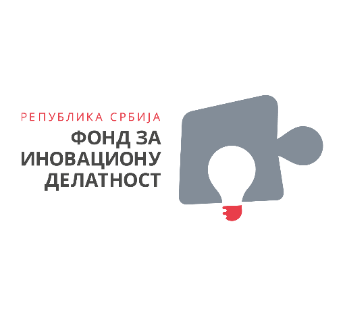 РЕПУБЛИКА СРБИЈА
ФОНД ЗА
ИНОВАЦИОНУ
ДЕЛАТНОСТ